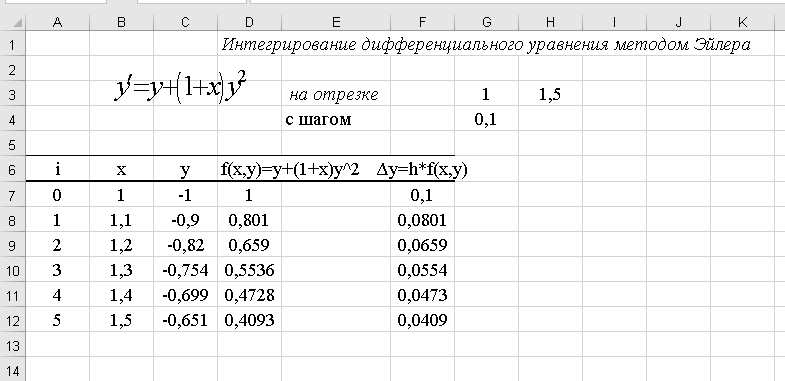 A B C D E F G H I J K
1 Интегрирование дифференциального уравнения методом Эйлера
2 y'=y+(1+x)y²
3 на отрезке 1 1,5
4 с шагом 0,1
5
6 i x y f(x,y)=y+(1+x)y^2 Δy=h*f(x,y)
7 0 1 -1 1 0,1
8 1 1,1 -0,9 0,801 0,0801
9 2 1,2 -0,82 0,659 0,0659
10 3 1,3 -0,754 0,5536 0,0554
11 4 1,4 -0,699 0,4728 0,0473
12 5 1,5 -0,651 0,4093 0,0409
13
14